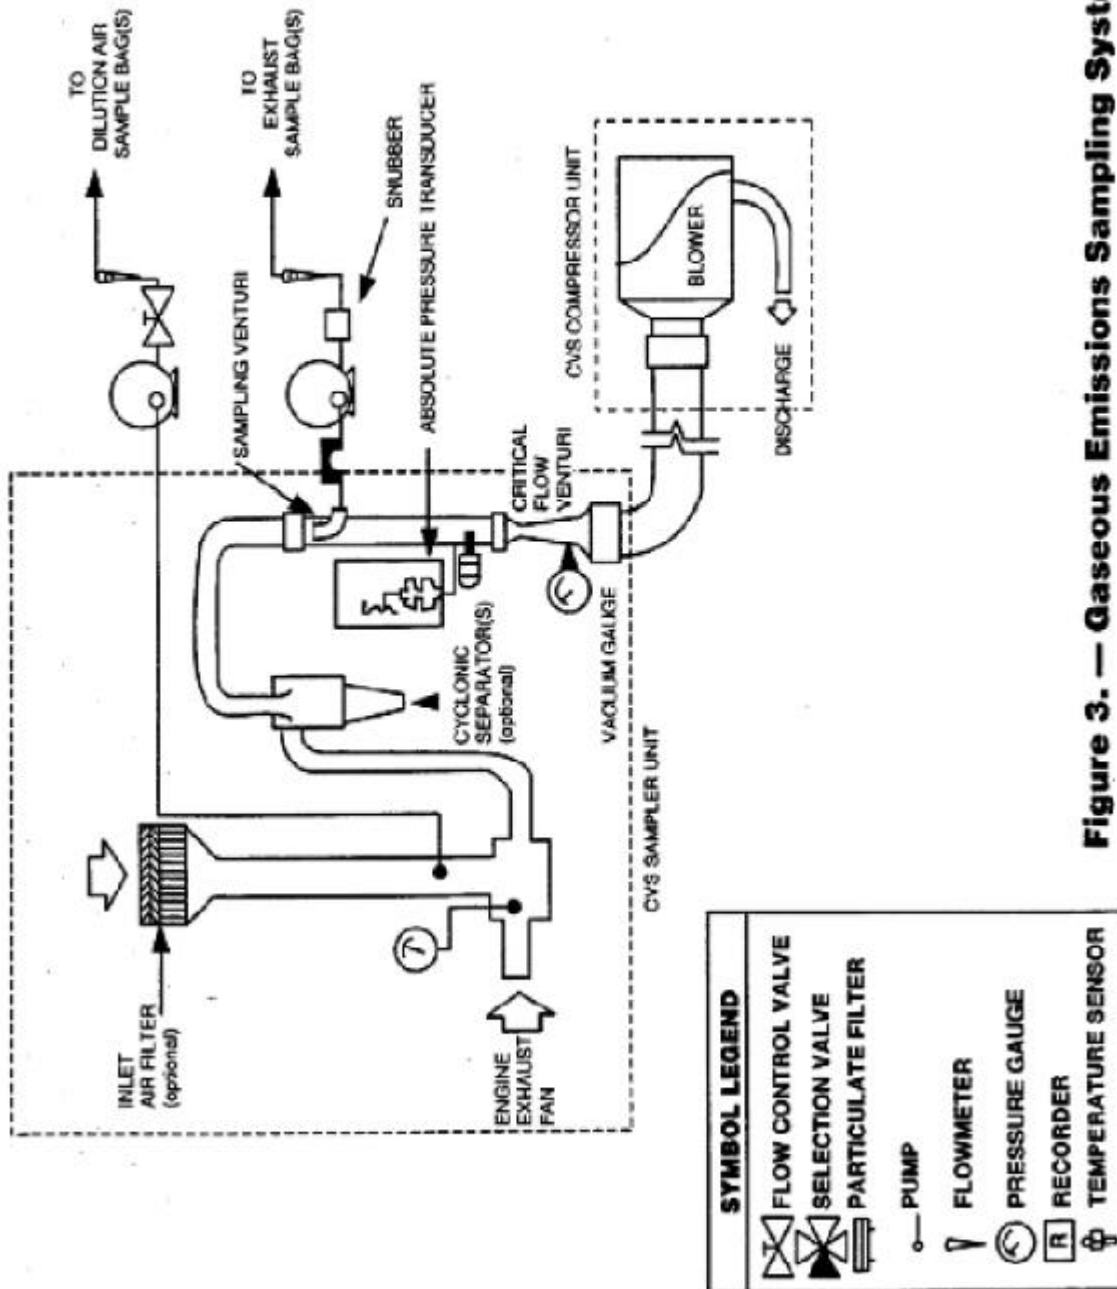 TO
DILUTION AIR
SAMPLE BAG(S)
TO
EXHAUST
SAMPLE BAG(S)
SNUBBER
ABSOLUTE PRESSURE TRANSDUCER
SAMPLING VENTURI
CVS COMPRESSOR UNIT
BLOWER
DISCHARGE
CRITICAL
FLOW
VENTURI
VACUUM GAUGE
CYCLONIC
SEPARATOR(S)
(optional)
CVS SAMPLER UNIT
INLET
AIR FILTER
(optional)
ENGINE
EXHAUST
FAN
SYMBOL LEGEND
FLOW CONTROL VALVE
SELECTION VALVE
PARTICULATE FILTER
PUMP
FLOWMETER
PRESSURE GAUGE
R RECORDER
TEMPERATURE SENSOR
Figure 3. — Gaseous Emissions Sampling Syst